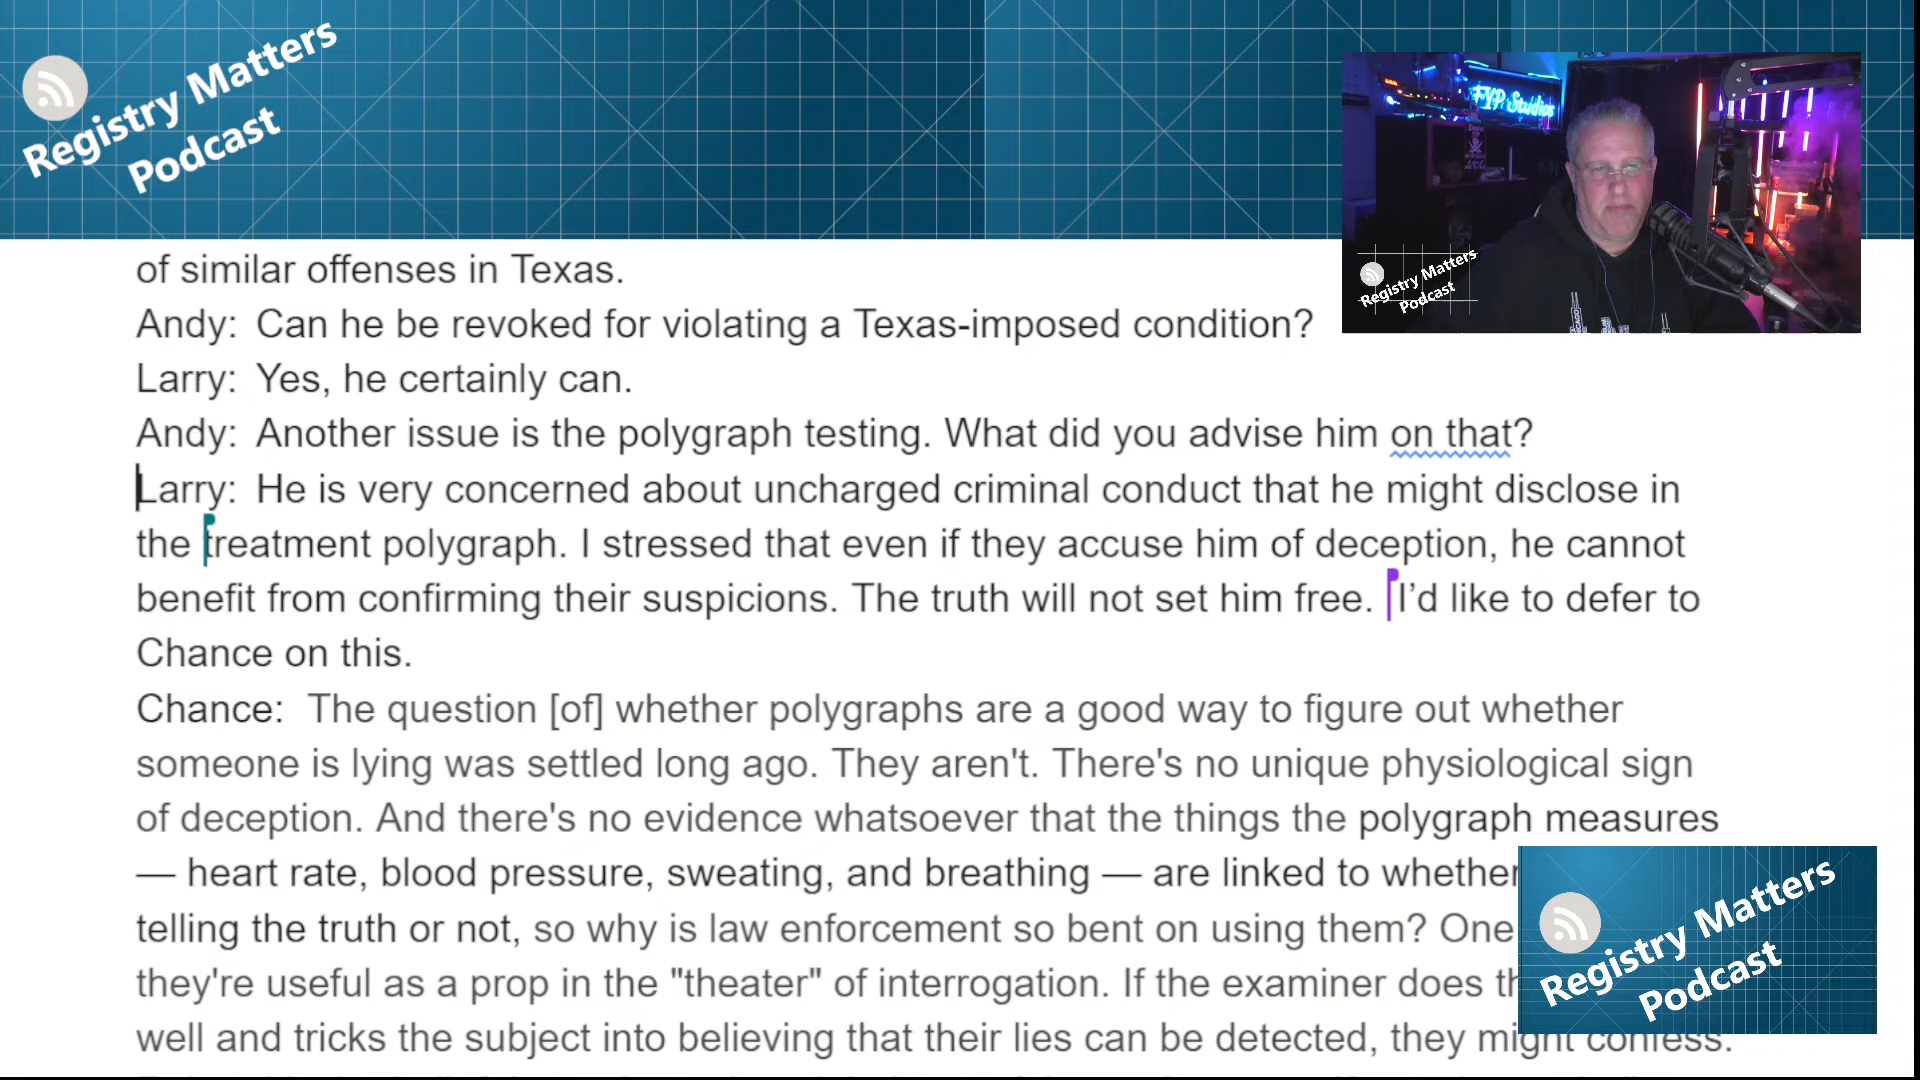 Registry Matters
Podcast
FYP Studios
Registry Matters
Podcast
of similar offenses in Texas.
Andy: Can he be revoked for violating a Texas-imposed condition?
Larry: Yes, he certainly can.
Andy: Another issue is the polygraph testing. What did you advise him on that?
Larry: He is very concerned about uncharged criminal conduct that he might disclose in
the treatment polygraph. I stressed that even if they accuse him of deception, he cannot
benefit from confirming their suspicions. The truth will not set him free. I’d like to defer to
Chance on this.
Chance: The question [of] whether polygraphs are a good way to figure out whether
someone is lying was settled long ago. They aren't. There's no unique physiological sign
of deception. And there's no evidence whatsoever that the things the polygraph measures
— heart rate, blood pressure, sweating, and breathing — are linked to whether
telling the truth or not, so why is law enforcement so bent on using them? One
they're useful as a prop in the "theater" of interrogation. If the examiner does
well and tricks the subject into believing that their lies can be detected, they might confess.
Registry Matters
Podcast